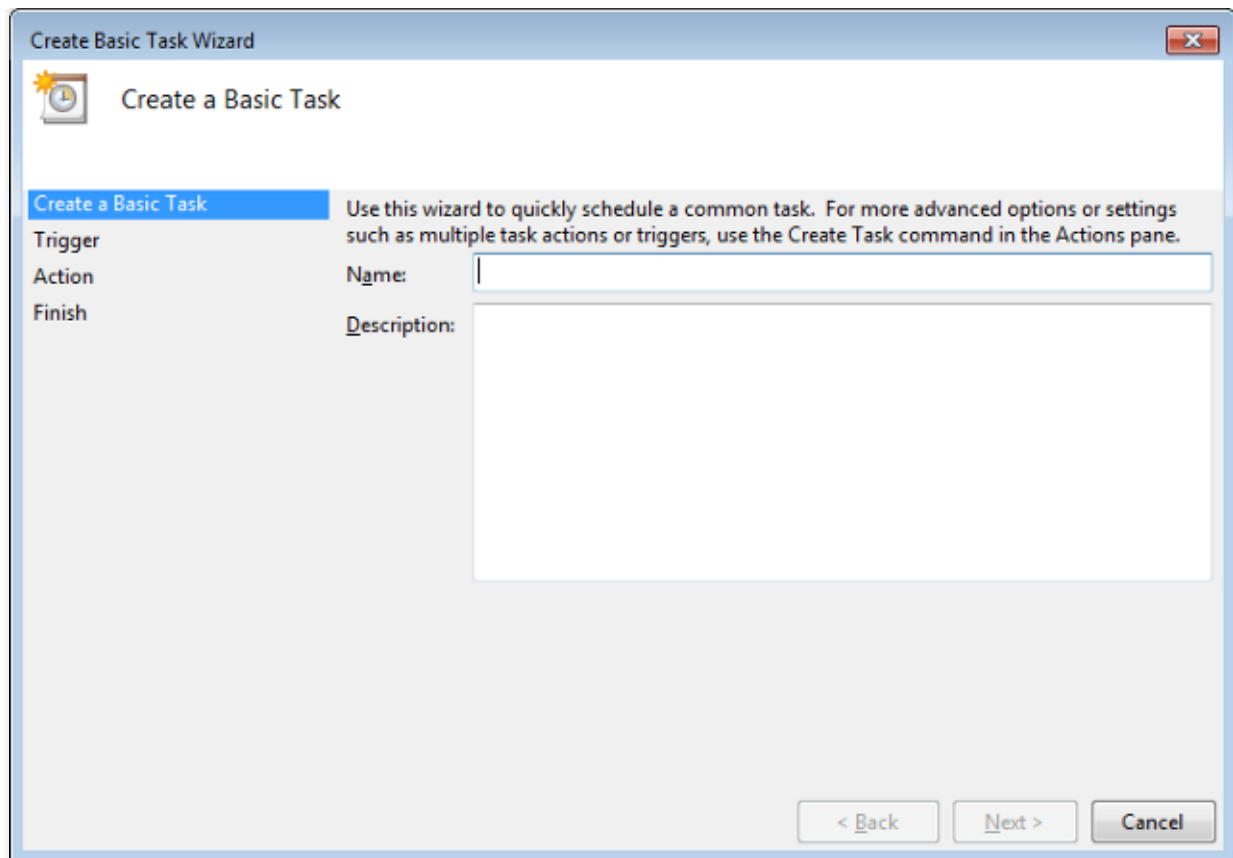 Create Basic Task Wizard
Create a Basic Task
Create a Basic Task
Trigger
Action
Finish
Use this wizard to quickly schedule a common task.  For more advanced options or settings
such as multiple task actions or triggers, use the Create Task command in the Actions pane.
Name:
Description:
< Back
Next >
Cancel